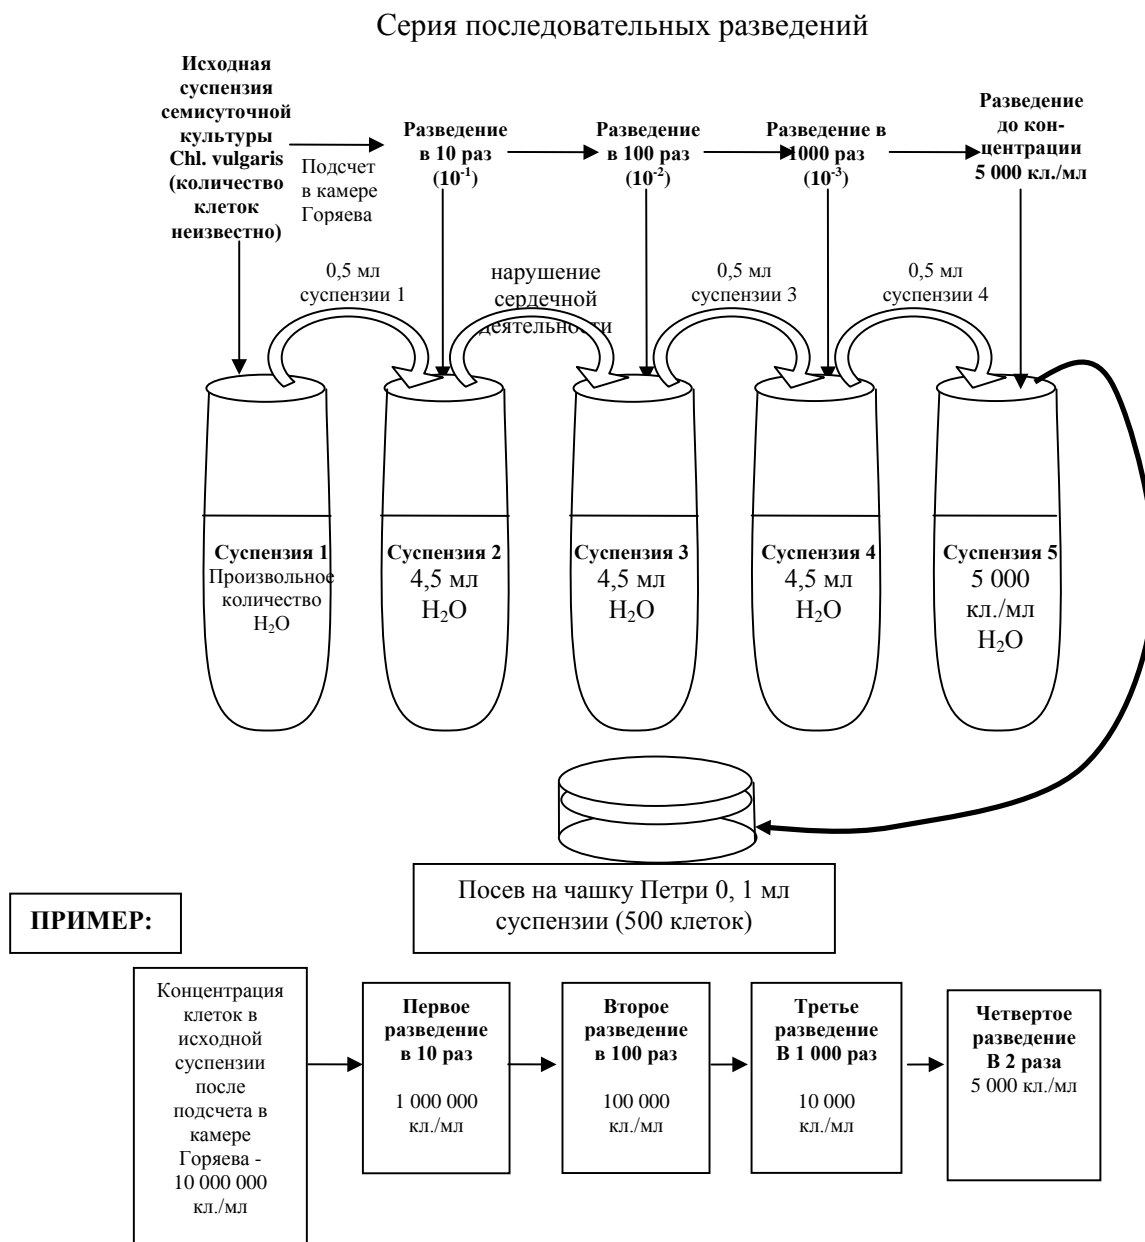 Серия последовательных разведений
Исходная
суспензия
семисуточной
культуры
Chl. vulgaris
(количество
клеток
неизвестно)
Подсчет
в камере
Горяева
Разведение
в 10 раз
(10⁻¹)
Разведение
в 100 раз
(10⁻²)
Разведение в
1000 раз
(10⁻³)
Разведение
до кон-
центрации
5 000 кл./мл
0,5 мл
суспензии 1
нарушение
сердечной
деятельности
0,5 мл
суспензии 3
0,5 мл
суспензии 4
Суспензия 1
Произвольное
количество
H₂O
Суспензия 2
4,5 мл
H₂O
Суспензия 3
4,5 мл
H₂O
Суспензия 4
4,5 мл
H₂O
Суспензия 5
5 000
кл./мл
H₂O
Посев на чашку Петри 0, 1 мл
суспензии (500 клеток)
ПРИМЕР:
Концентрация
клеток в
исходной
суспензии
после
подсчета в
камере
Горяева -
10 000 000
кл./мл
Первое
разведение
в 10 раз
1 000 000
кл./мл
Второе
разведение
в 100 раз
100 000
кл./мл
Третье
разведение
В 1 000 раз
10 000
кл./мл
Четвертое
разведение
В 2 раза
5 000 кл./мл